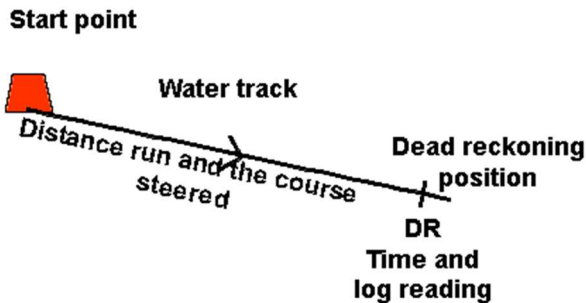 Start point
Water track
Distance run and the course
steered
Dead reckoning
position
DR
Time and
log reading